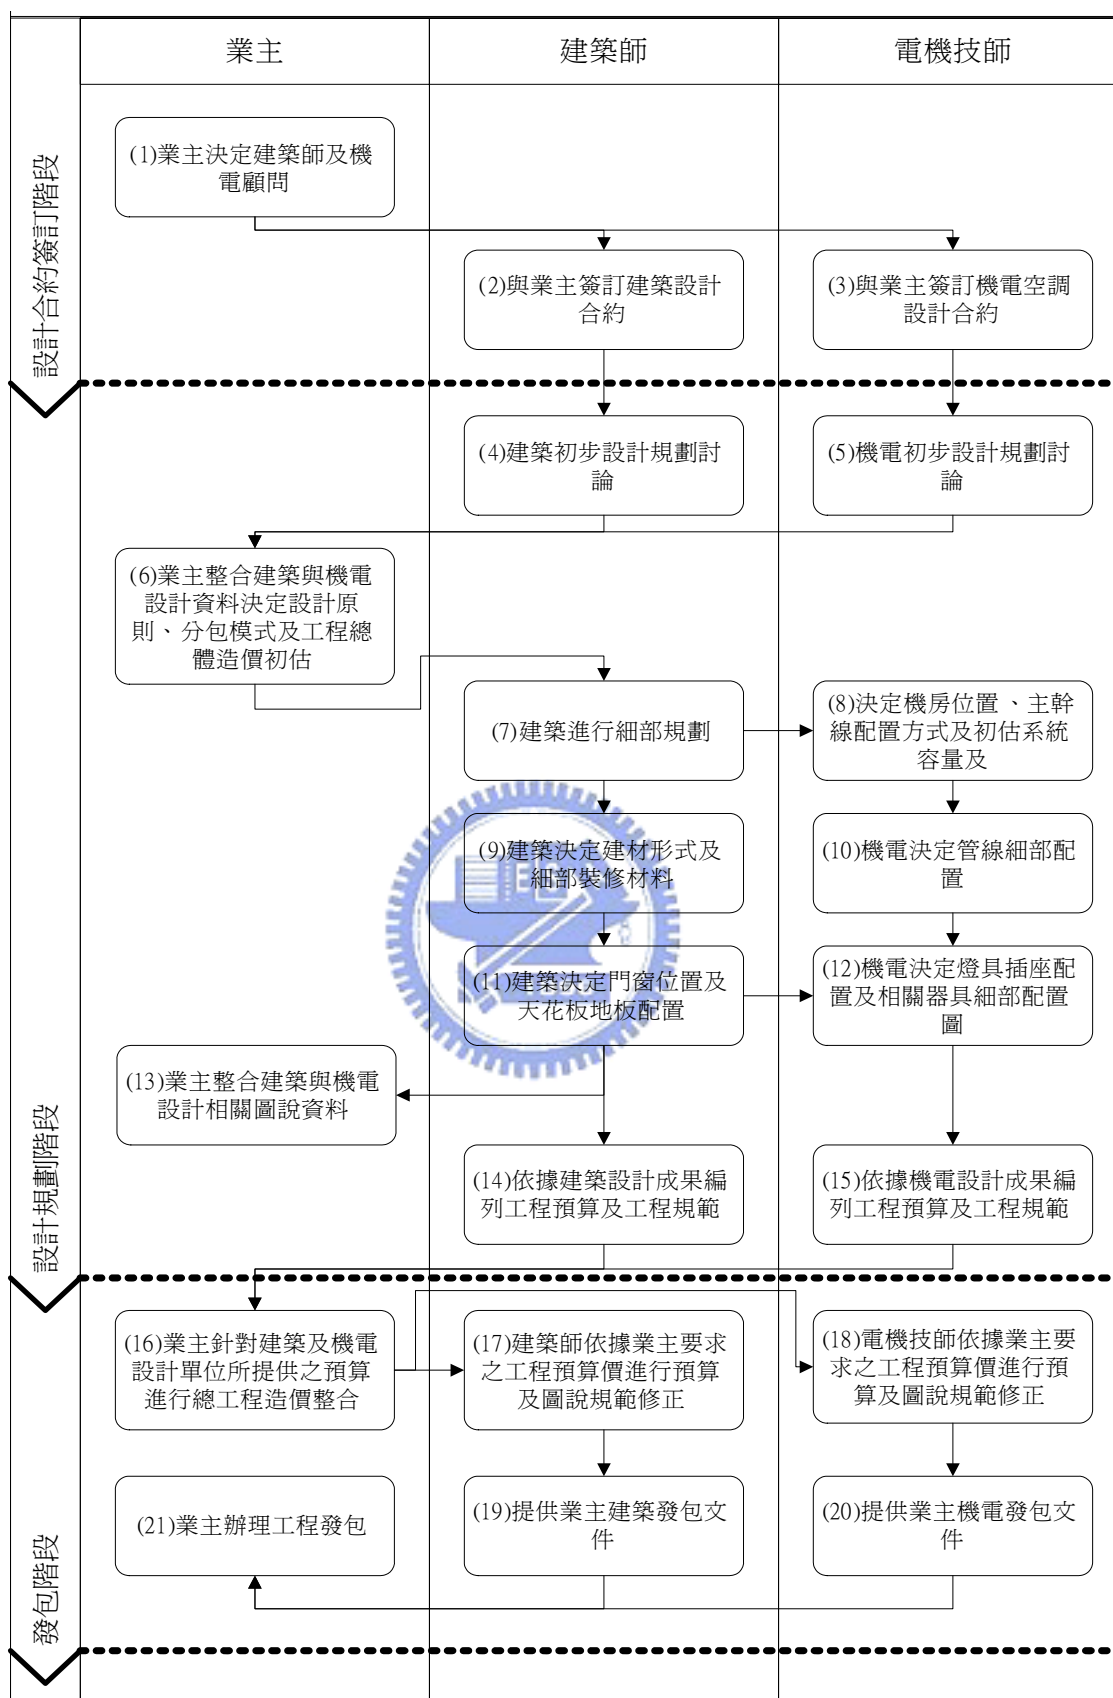 業主
建築師
電機技師
設計合約簽訂階段
(1)業主決定建築師及機
電顧問
(2)與業主簽訂建築設計
合約
(3)與業主簽訂機電空調
設計合約
設計規劃階段
(4)建築初步設計規劃討
論
(5)機電初步設計規劃討
論
(6)業主整合建築與機電
設計資料決定設計原
則、分包模式及工程總
體造價初估
(7)建築進行細部規劃
(8)決定機房位置、主幹
線配置方式及初估系統
容量及
(9)建築決定建材形式及
細部裝修材料
(10)機電決定管線細部配
置
(11)建築決定門窗位置及
天花板地板配置
(12)機電決定燈具插座配
置及相關器具細部配置
圖
(13)業主整合建築與機電
設計相關圖說資料
(14)依據建築設計成果編
列工程預算及工程規範
(15)依據機電設計成果編
列工程預算及工程規範
發包階段
(16)業主針對建築及機電
設計單位所提供之預算
進行總工程造價整合
(17)建築師依據業主要求
之工程預算價進行預算
及圖說規範修正
(18)電機技師依據業主要
求之工程預算價進行預
算及圖說規範修正
(19)提供業主建築發包文
件
(20)提供業主機電發包文
件
(21)業主辦理工程發包